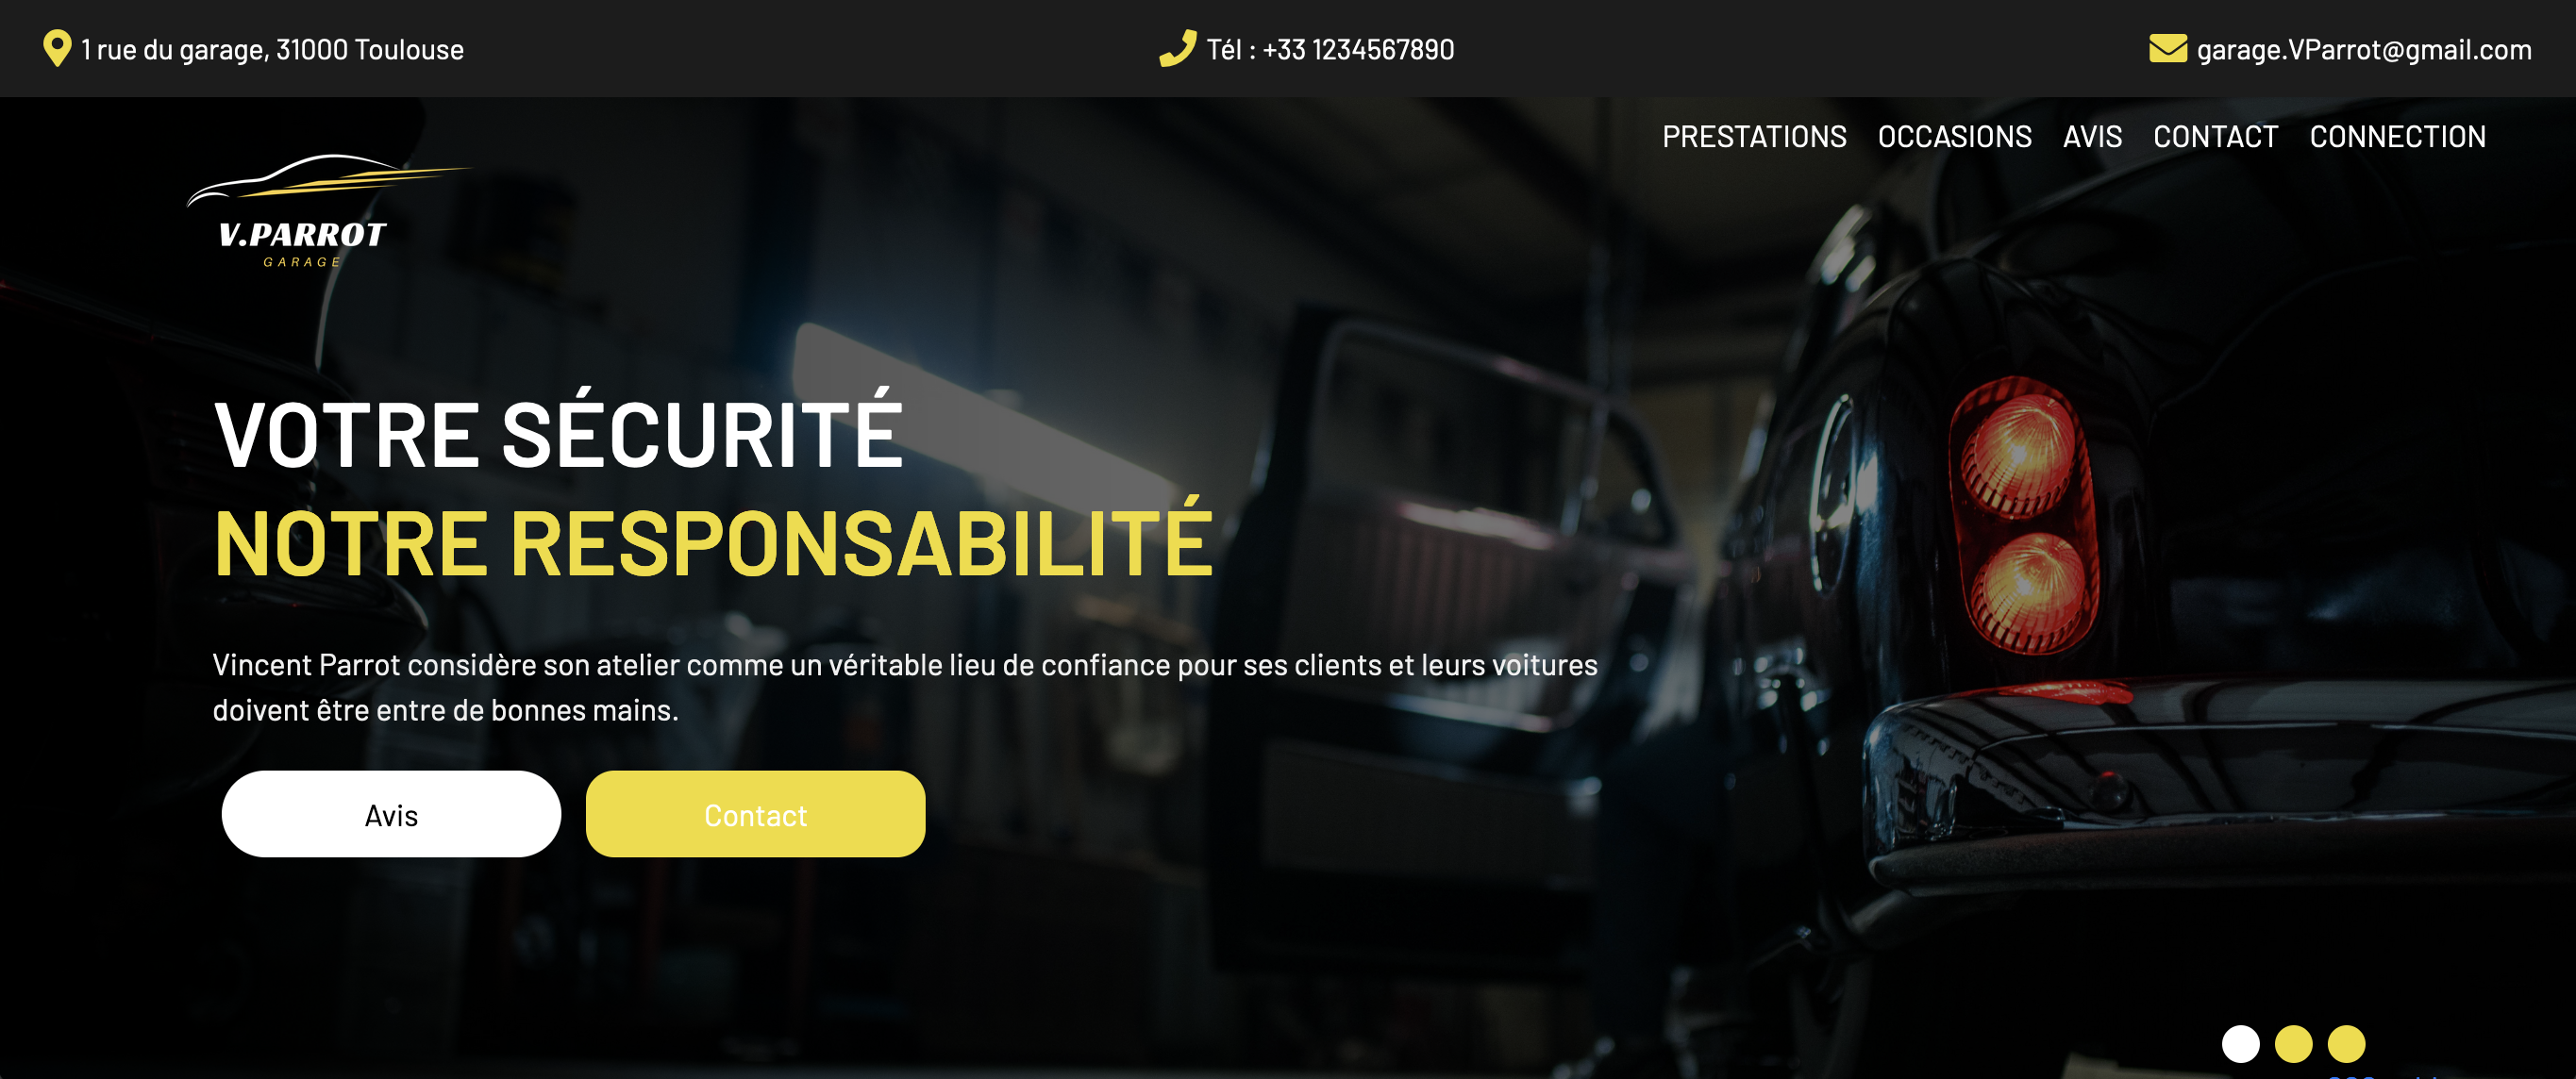 1 rue du garage, 31000 Toulouse
Tél : +33 1234567890
garage.VParrot@gmail.com
PRESTATIONS OCCASIONS AVIS CONTACT CONNECTION
V.PARROT
GARAGE
VOTRE SÉCURITÉ
NOTRE RESPONSABILITÉ
Vincent Parrot considère son atelier comme un véritable lieu de confiance pour ses clients et leurs voitures
doivent être entre de bonnes mains.
Avis
Contact